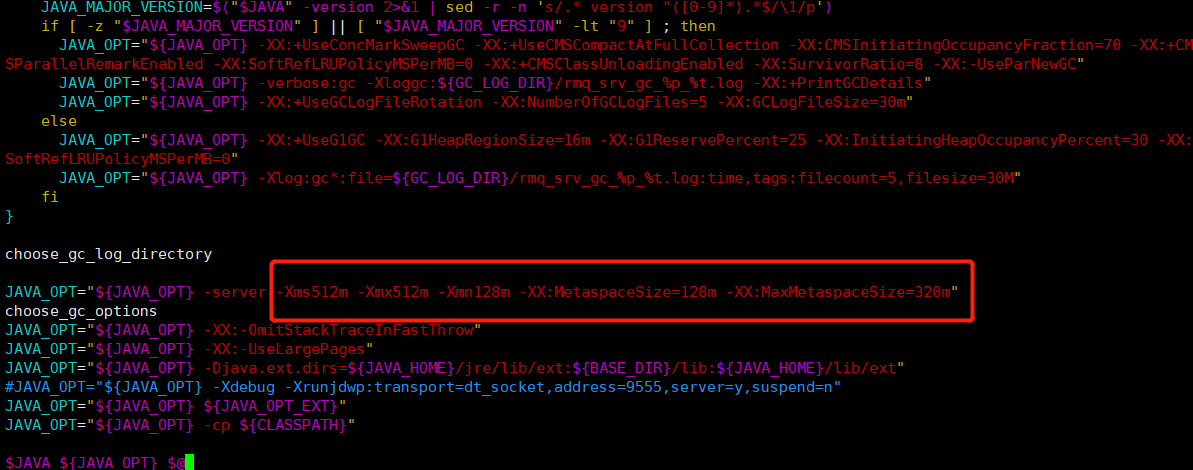 JAVA_MAJOR_VERSION=$("$JAVA" -version 2>&1 | sed -r -n 's/.* version "([0-9]*).*$/\1/p')
if [ -z "$JAVA_MAJOR_VERSION" ] || [ "$JAVA_MAJOR_VERSION" -lt "9" ] ; then
JAVA_OPT="${JAVA_OPT} -XX:+UseConcMarkSweepGC -XX:+UseCMSCompactAtFullCollection -XX:CMSInitiatingOccupancyFraction=70 -XX:+CM
SParallelRemarkEnabled -XX:SoftRefLRUPolicyMSPerMB=0 -XX:+CMSClassUnloadingEnabled -XX:SurvivorRatio=8 -XX:-UseParNewGC"
JAVA_OPT="${JAVA_OPT} -verbose:gc -Xloggc:${GC_LOG_DIR}/rmq_srv_gc_%p_%t.log -XX:+PrintGCDetails"
JAVA_OPT="${JAVA_OPT} -XX:+UseGCLogFileRotation -XX:NumberOfGCLogFiles=5 -XX:GCLogFileSize=30m"
else
JAVA_OPT="${JAVA_OPT} -XX:+UseG1GC -XX:G1HeapRegionSize=16m -XX:G1ReservePercent=25 -XX:InitiatingHeapOccupancyPercent=30 -XX:
SoftRefLRUPolicyMSPerMB=0"
JAVA_OPT="${JAVA_OPT} -Xlog:gc*:file=${GC_LOG_DIR}/rmq_srv_gc_%p_%t.log:time,tags:filecount=5,filesize=30M"
fi
}
choose_gc_log_directory
JAVA_OPT="${JAVA_OPT} -server -Xms512m -Xmx512m -Xmn128m -XX:MetaspaceSize=128m -XX:MaxMetaspaceSize=320m"
choose_gc_options
JAVA_OPT="${JAVA_OPT} -XX:-OmitStackTraceInFastThrow"
JAVA_OPT="${JAVA_OPT} -XX:-UseLargePages"
JAVA_OPT="${JAVA_OPT} -Djava.ext.dirs=${JAVA_HOME}/jre/lib/ext:${BASE_DIR}/lib:${JAVA_HOME}/lib/ext"
#JAVA_OPT="${JAVA_OPT} -Xdebug -Xrunjdwp:transport=dt_socket,address=9555,server=y,suspend=n"
JAVA_OPT="${JAVA_OPT} ${JAVA_OPT_EXT}"
JAVA_OPT="${JAVA_OPT} -cp ${CLASSPATH}"
$JAVA ${JAVA_OPT} $@